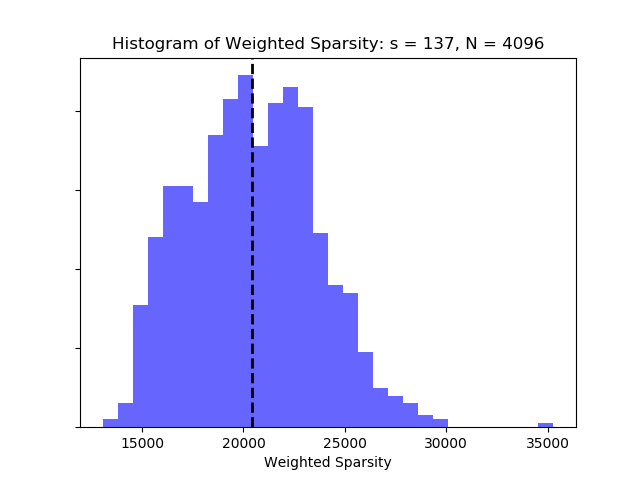 Histogram of Weighted Sparsity: s = 137, N = 4096
15000 20000 25000 30000 35000
Weighted Sparsity